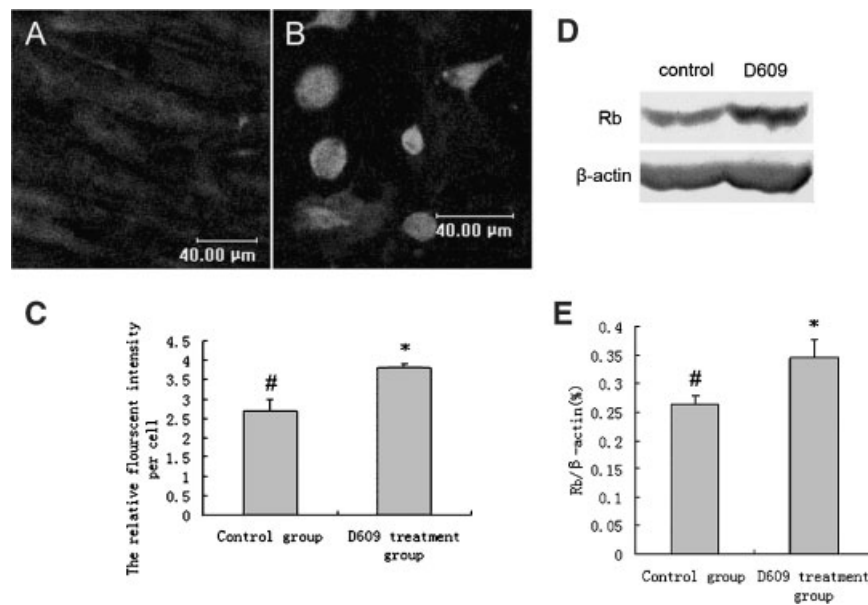 A
B
40.00 µm
40.00 µm
D
control D609
Rb
β-actin
C
The relative flourscent intensity
per cell
4.5
4
3.5
3
2.5
2
1.5
1
0.5
0
#
*
Control group
D609 treatment
group
E
Rb/β-actin(%)
0.4
0.35
0.3
0.25
0.2
0.15
0.1
0.05
0
#
*
Control group
D609 treatment
group